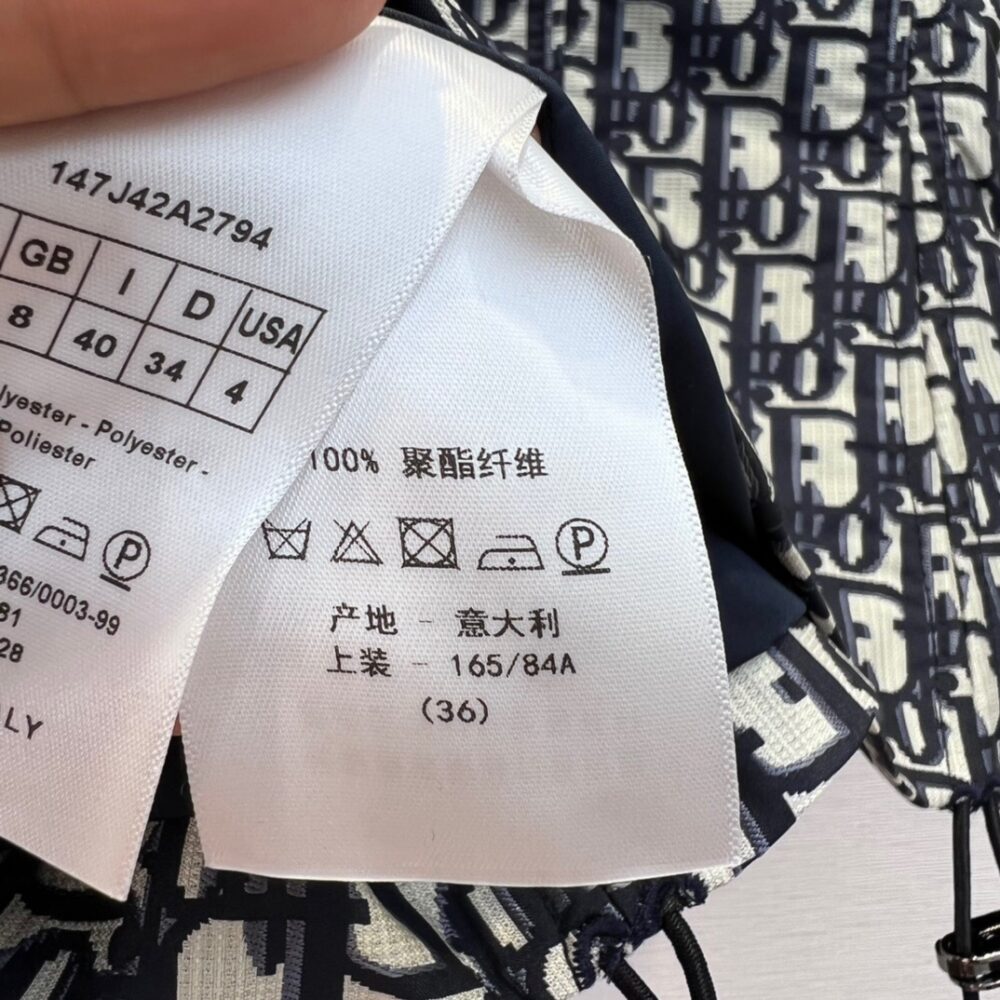 147J42A2794
GB I D USA
8 40 34 4
lyester - Polyester -
Poliester
P
366/0003-99
81
28
LY
100% 聚酯纤维
P
产地 - 意大利
上装 - 165/84A
(36)